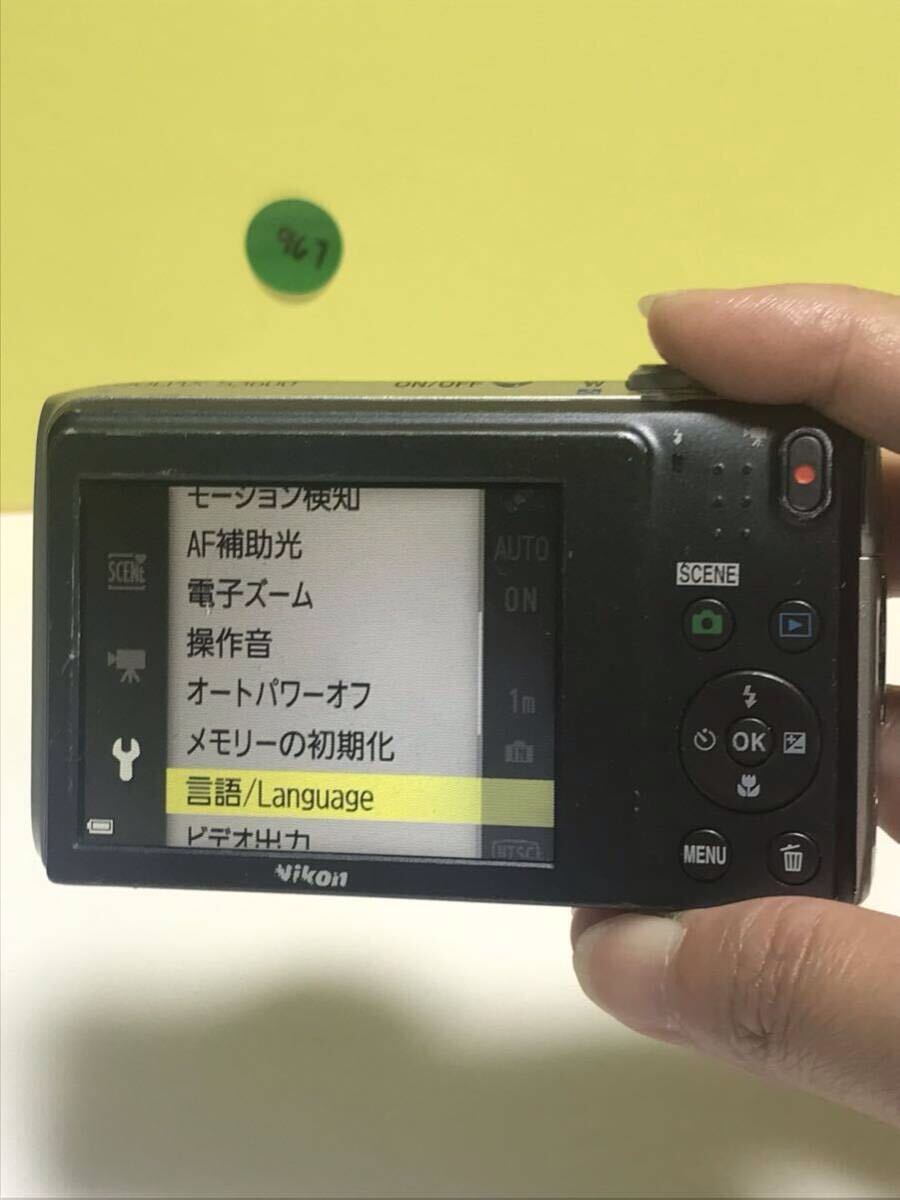 967
ON/OFF
W
モーション検知
AF補助光
AUTO
電子ズーム
ON
操作音
オートパワーオフ
1m
メモリーの初期化
言語/Language
ビデオ出力
NTSC
SCENE
SCENE
OK
MENU
Nikon